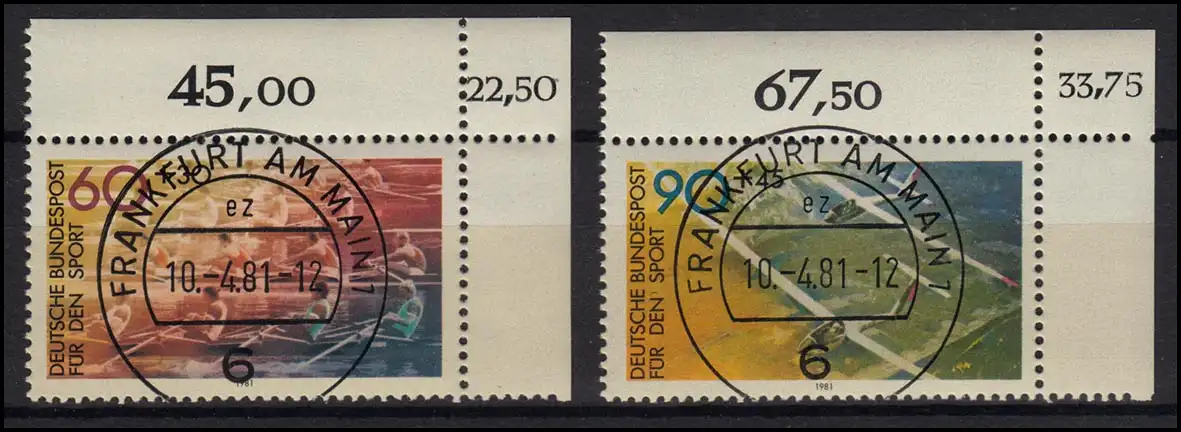 45,00
22,50
60
+30
DEUTSCHE BUNDESPOST
FÜR DEN SPORT
FRANKFURT AM MAIN 1
ez
10.-4.81-12
6
1981
67,50
33,75
90
+45
DEUTSCHE BUNDESPOST
FÜR DEN SPORT
FRANKFURT AM MAIN 1
ez
10.-4.81-12
6
1981